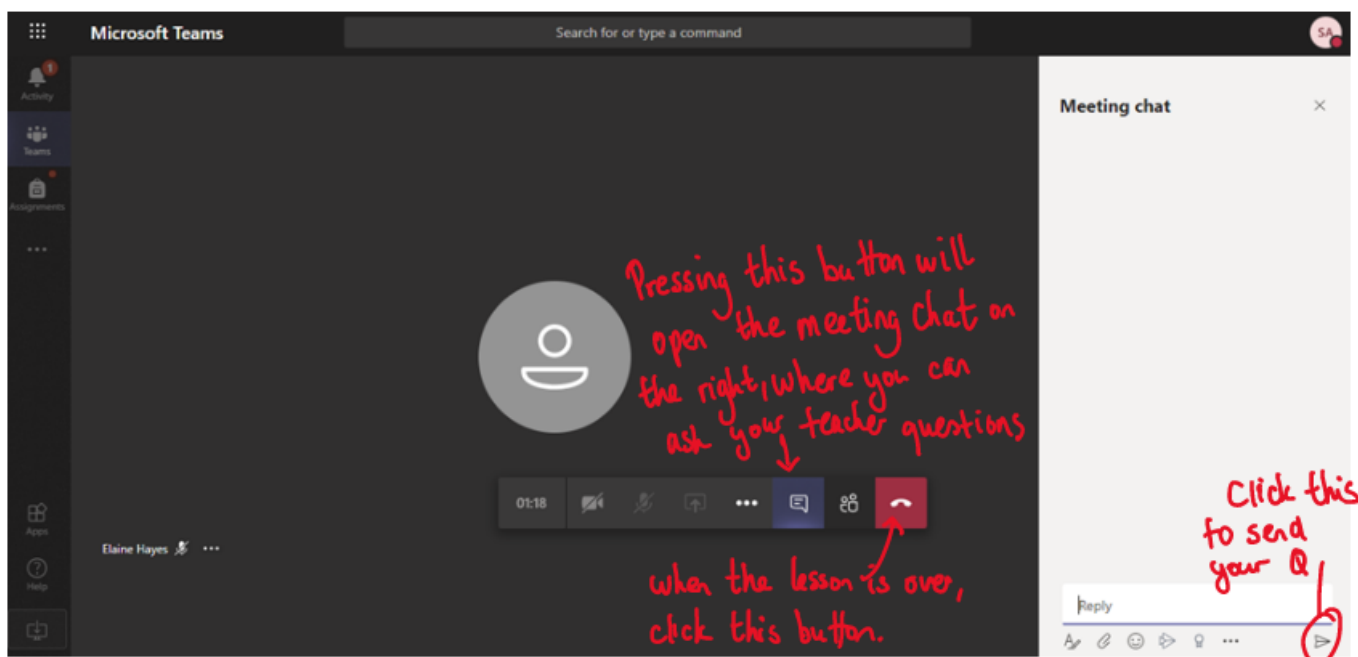 Microsoft Teams
Search for or type a command
SA
1
Activity
Teams
Assignments
Meeting chat
Pressing this button will
open the meeting chat on
the right, where you can
ask your teacher questions
01:18
Elaine Hayes
when the lesson is over,
click this button.
Apps
Help
Click this
to send
your Q
Reply